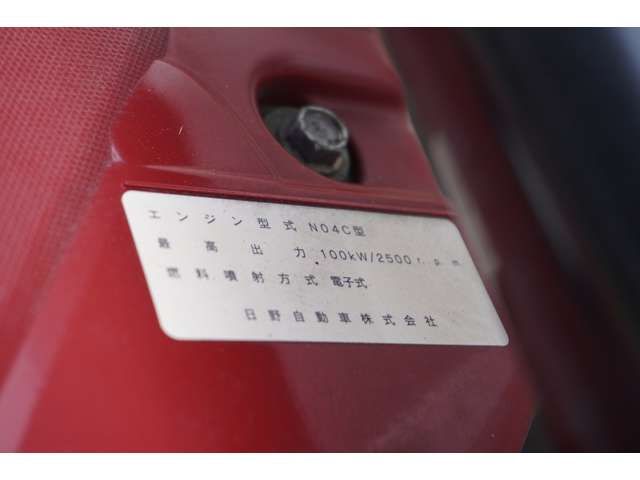 エンジン型式 N04C型
最高出力 100kW/2500r.p.m.
燃料噴射方式 電子式
日野自動車株式会社